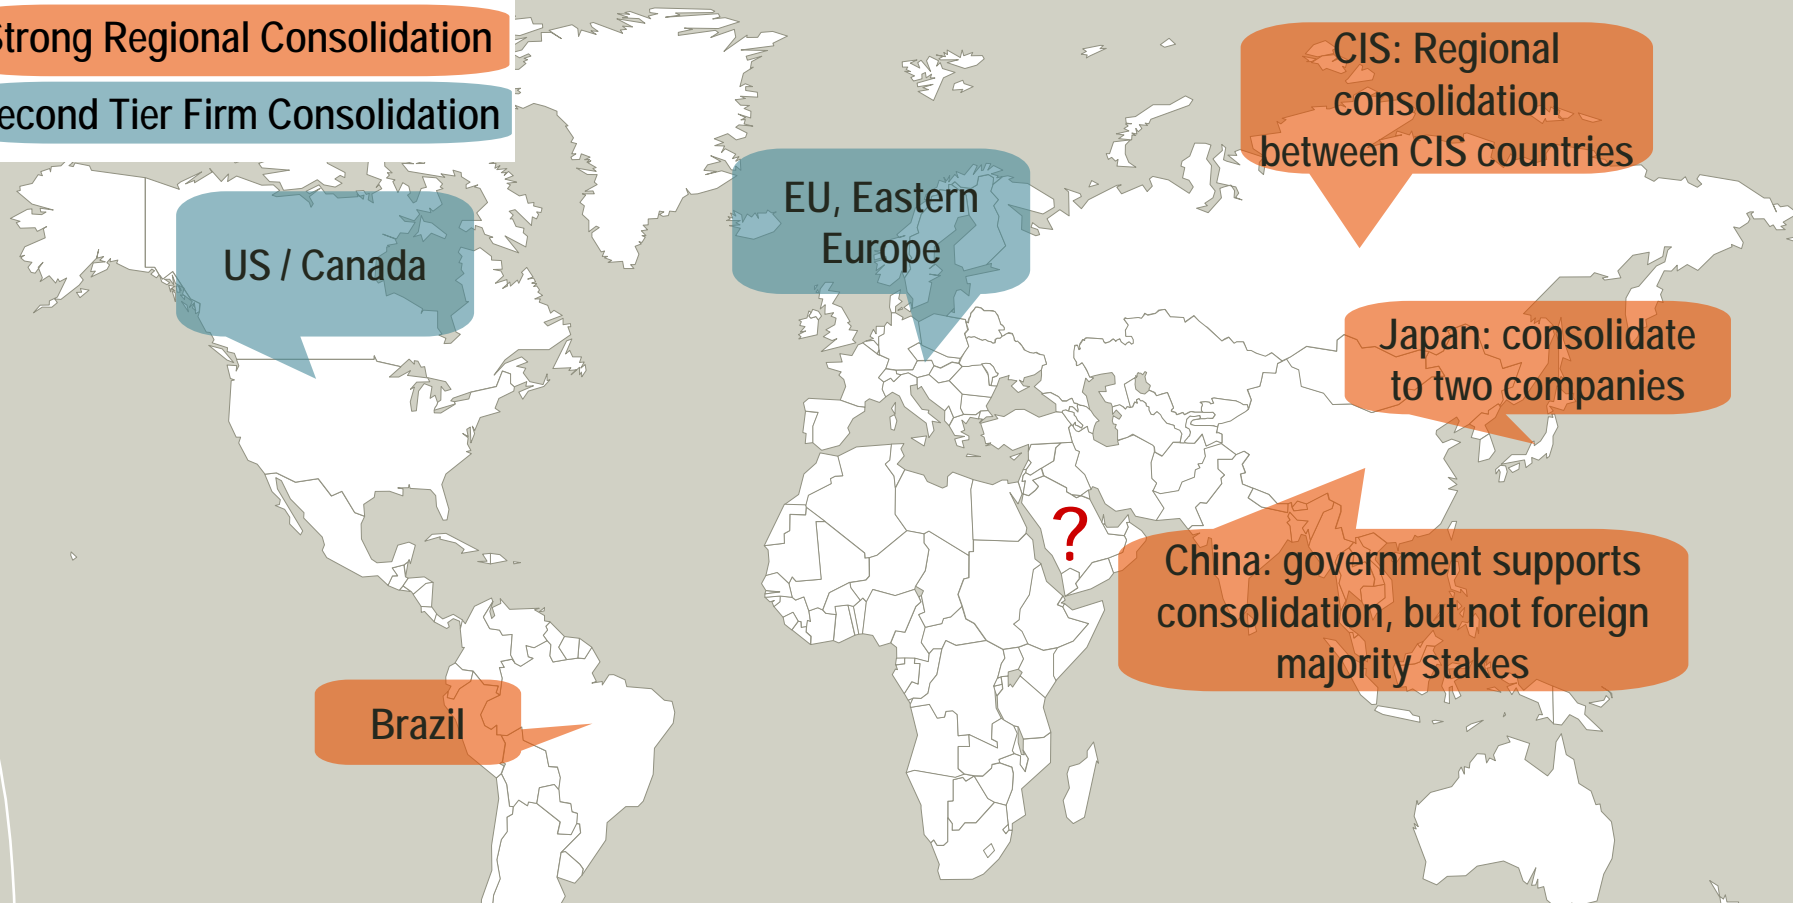 Strong Regional Consolidation
econd Tier Firm Consolidation
CIS: Regional
consolidation
between CIS countries
EU, Eastern
Europe
US / Canada
Japan: consolidate
to two companies
?
China: government supports
consolidation, but not foreign
majority stakes
Brazil